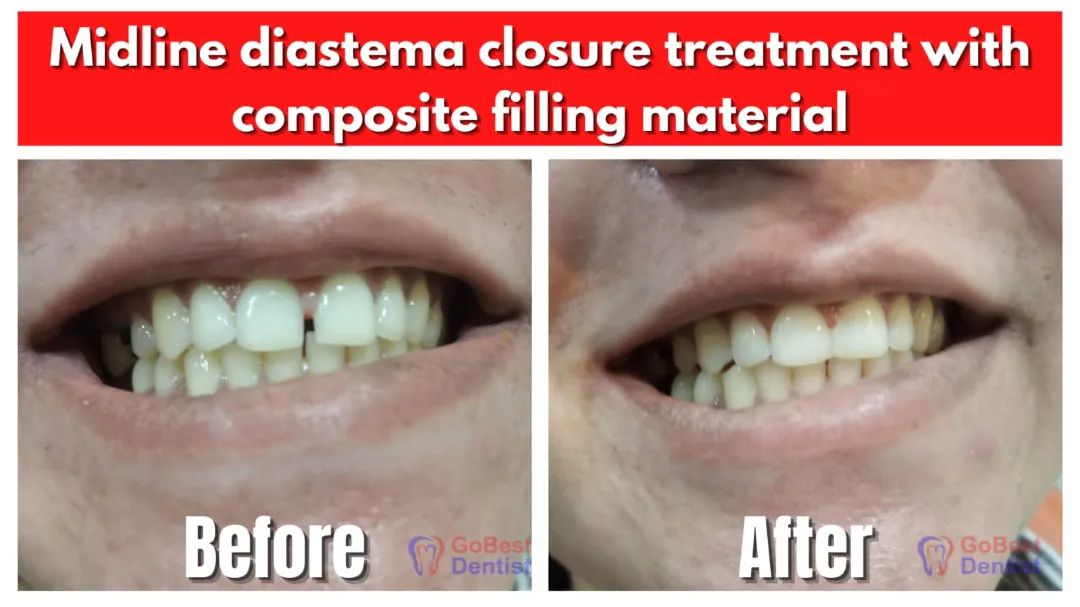 Midline diastema closure treatment with
composite filling material
Before
GoBest
Dentist
After
GoBest
Dentist